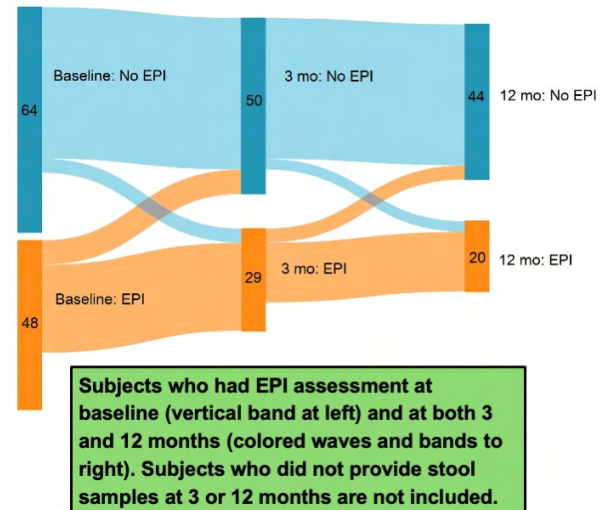 Baseline: No EPI
3 mo: No EPI
64
50
44
12 mo: No EPI
Baseline: EPI
3 mo: EPI
48
29
20
12 mo: EPI
Subjects who had EPI assessment at
baseline (vertical band at left) and at both 3
and 12 months (colored waves and bands to
right). Subjects who did not provide stool
samples at 3 or 12 months are not included.